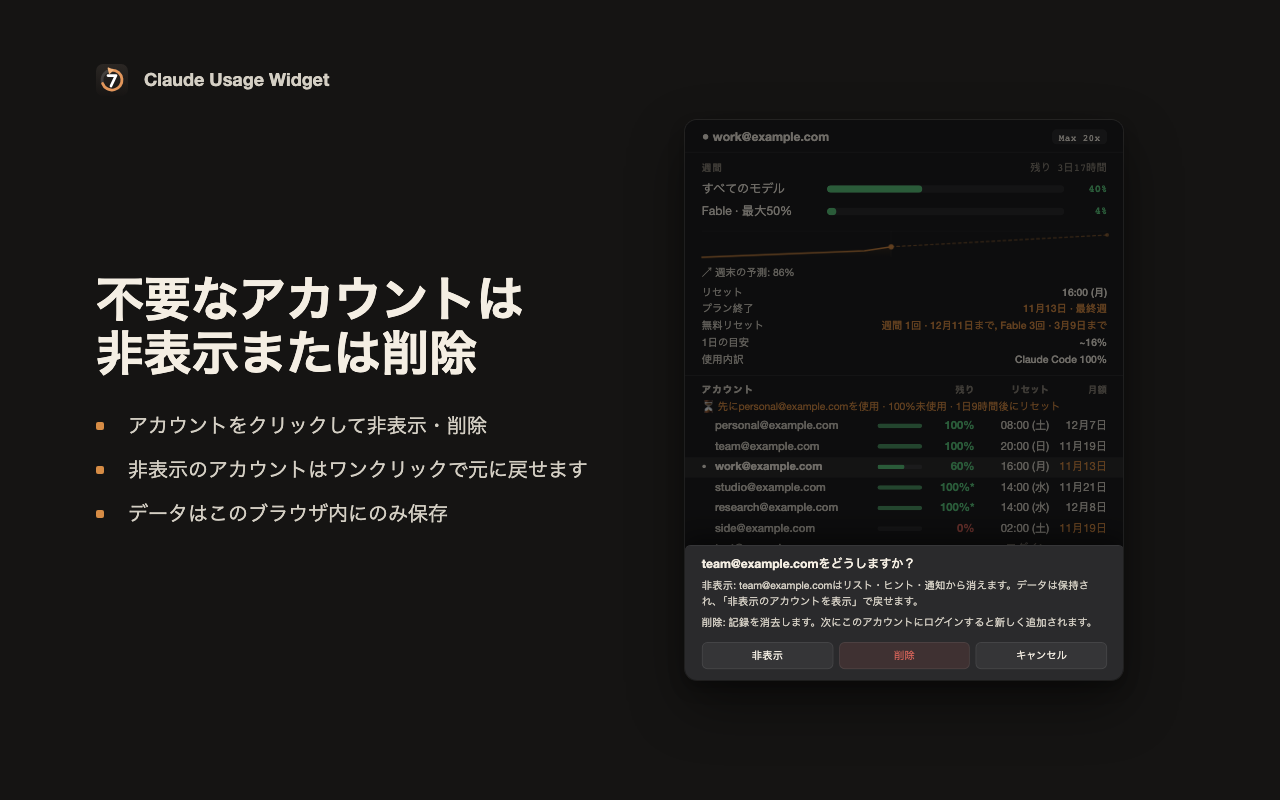 7
Claude Usage Widget
不要なアカウントは
非表示または削除
アカウントをクリックして非表示・削除
非表示のアカウントはワンクリックで元に戻せます
データはこのブラウザ内にのみ保存
work@example.com Max 20x
週間 残り 3日17時間
すべてのモデル 40%
Fable · 最大50% 4%
週末の予測: 86%
リセット 16:00 (月)
プラン終了 11月13日 · 最終週
無料リセット 週間 1回 · 12月11日まで, Fable 3回 · 3月9日まで
1日の目安 ~16%
使用内訳 Claude Code 100%
アカウント 残り リセット 月額
⏳ 先にpersonal@example.comを使用 · 100%未使用 · 1日9時間後にリセット
personal@example.com 100% 08:00 (土) 12月7日
team@example.com 100% 20:00 (日) 11月19日
work@example.com 60% 16:00 (月) 11月13日
studio@example.com 100%* 14:00 (水) 11月21日
research@example.com 100%* 14:00 (水) 12月8日
side@example.com 0% 02:00 (土) 11月19日
team@example.comをどうしますか？
非表示: team@example.comはリスト・ヒント・通知から消えます。データは保持さ
れ、「非表示のアカウントを表示」で戻せます。
削除: 記録を消去します。次にこのアカウントにログインすると新しく追加されます。
非表示 削除 キャンセル